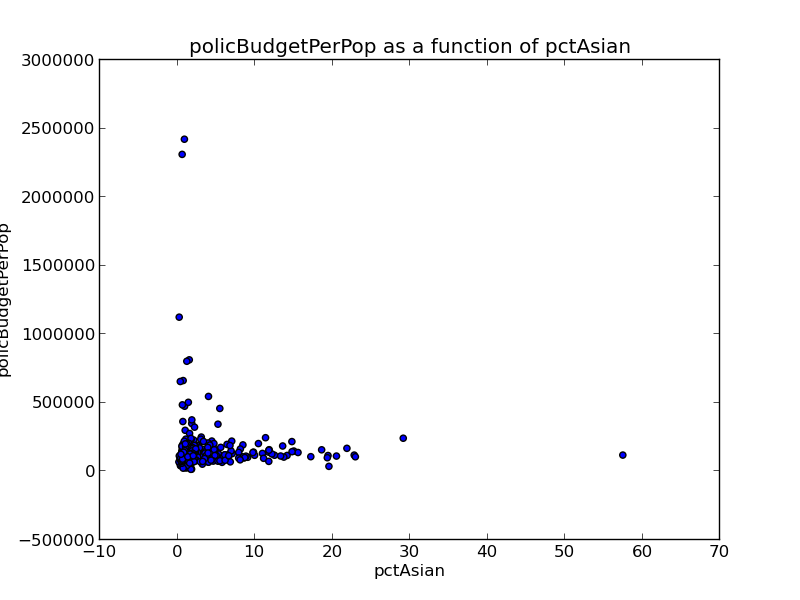 policBudgetPerPop as a function of pctAsian
3000000
2500000
2000000
1500000
1000000
500000
0
−500000
policBudgetPerPop
−10 0 10 20 30 40 50 60 70
pctAsian